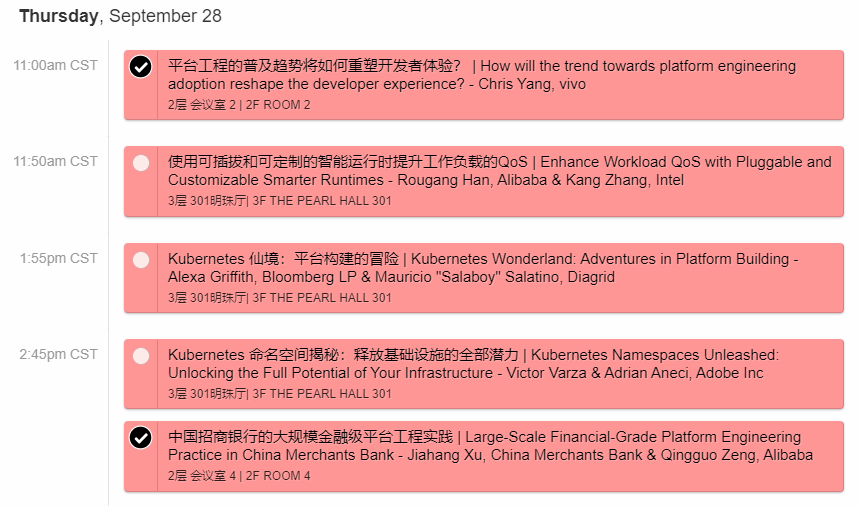 Thursday, September 28
11:00am CST
平台工程的普及趋势将如何重塑开发者体验？ | How will the trend towards platform engineering
adoption reshape the developer experience? - Chris Yang, vivo
2层 会议室 2 | 2F ROOM 2
11:50am CST
使用可插拔和可定制的智能运行时提升工作负载的QoS | Enhance Workload QoS with Pluggable and
Customizable Smarter Runtimes - Rougang Han, Alibaba & Kang Zhang, Intel
3层 301明珠厅| 3F THE PEARL HALL 301
1:55pm CST
Kubernetes 仙境：平台构建的冒险 | Kubernetes Wonderland: Adventures in Platform Building -
Alexa Griffith, Bloomberg LP & Mauricio "Salaboy" Salatino, Diagrid
3层 301明珠厅| 3F THE PEARL HALL 301
2:45pm CST
Kubernetes 命名空间揭秘：释放基础设施的全部潜力 | Kubernetes Namespaces Unleashed:
Unlocking the Full Potential of Your Infrastructure - Victor Varza & Adrian Aneci, Adobe Inc
3层 301明珠厅| 3F THE PEARL HALL 301
中国招商银行的大规模金融级平台工程实践 | Large-Scale Financial-Grade Platform Engineering
Practice in China Merchants Bank - Jiahang Xu, China Merchants Bank & Qingguo Zeng, Alibaba
2层 会议室 4 | 2F ROOM 4